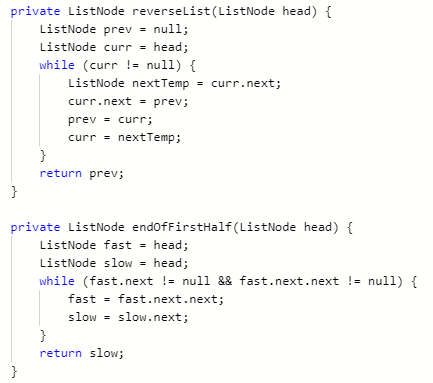 private ListNode reverseList(ListNode head) {
    ListNode prev = null;
    ListNode curr = head;
    while (curr != null) {
        ListNode nextTemp = curr.next;
        curr.next = prev;
        prev = curr;
        curr = nextTemp;
    }
    return prev;
}

private ListNode endOfFirstHalf(ListNode head) {
    ListNode fast = head;
    ListNode slow = head;
    while (fast.next != null && fast.next.next != null) {
        fast = fast.next.next;
        slow = slow.next;
    }
    return slow;
}